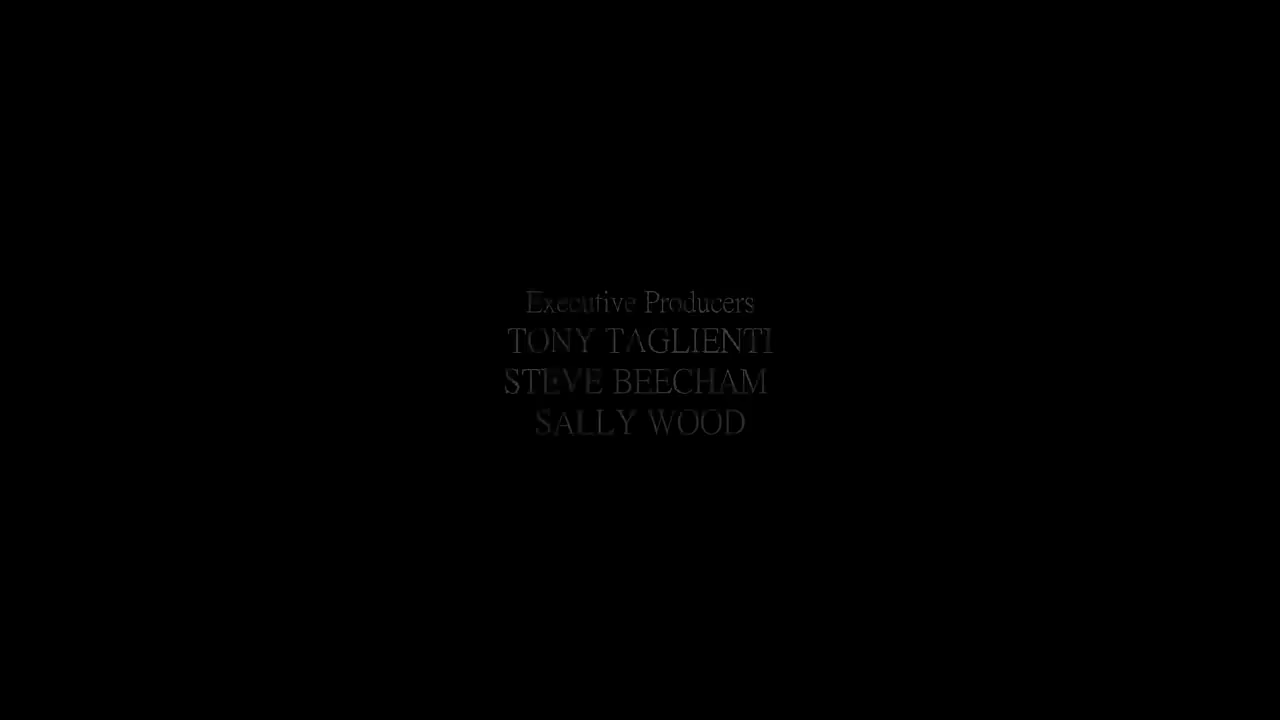 Executive Producers
TONY TAGLIENTI
STEVE BEECHAM
SALLY WOOD